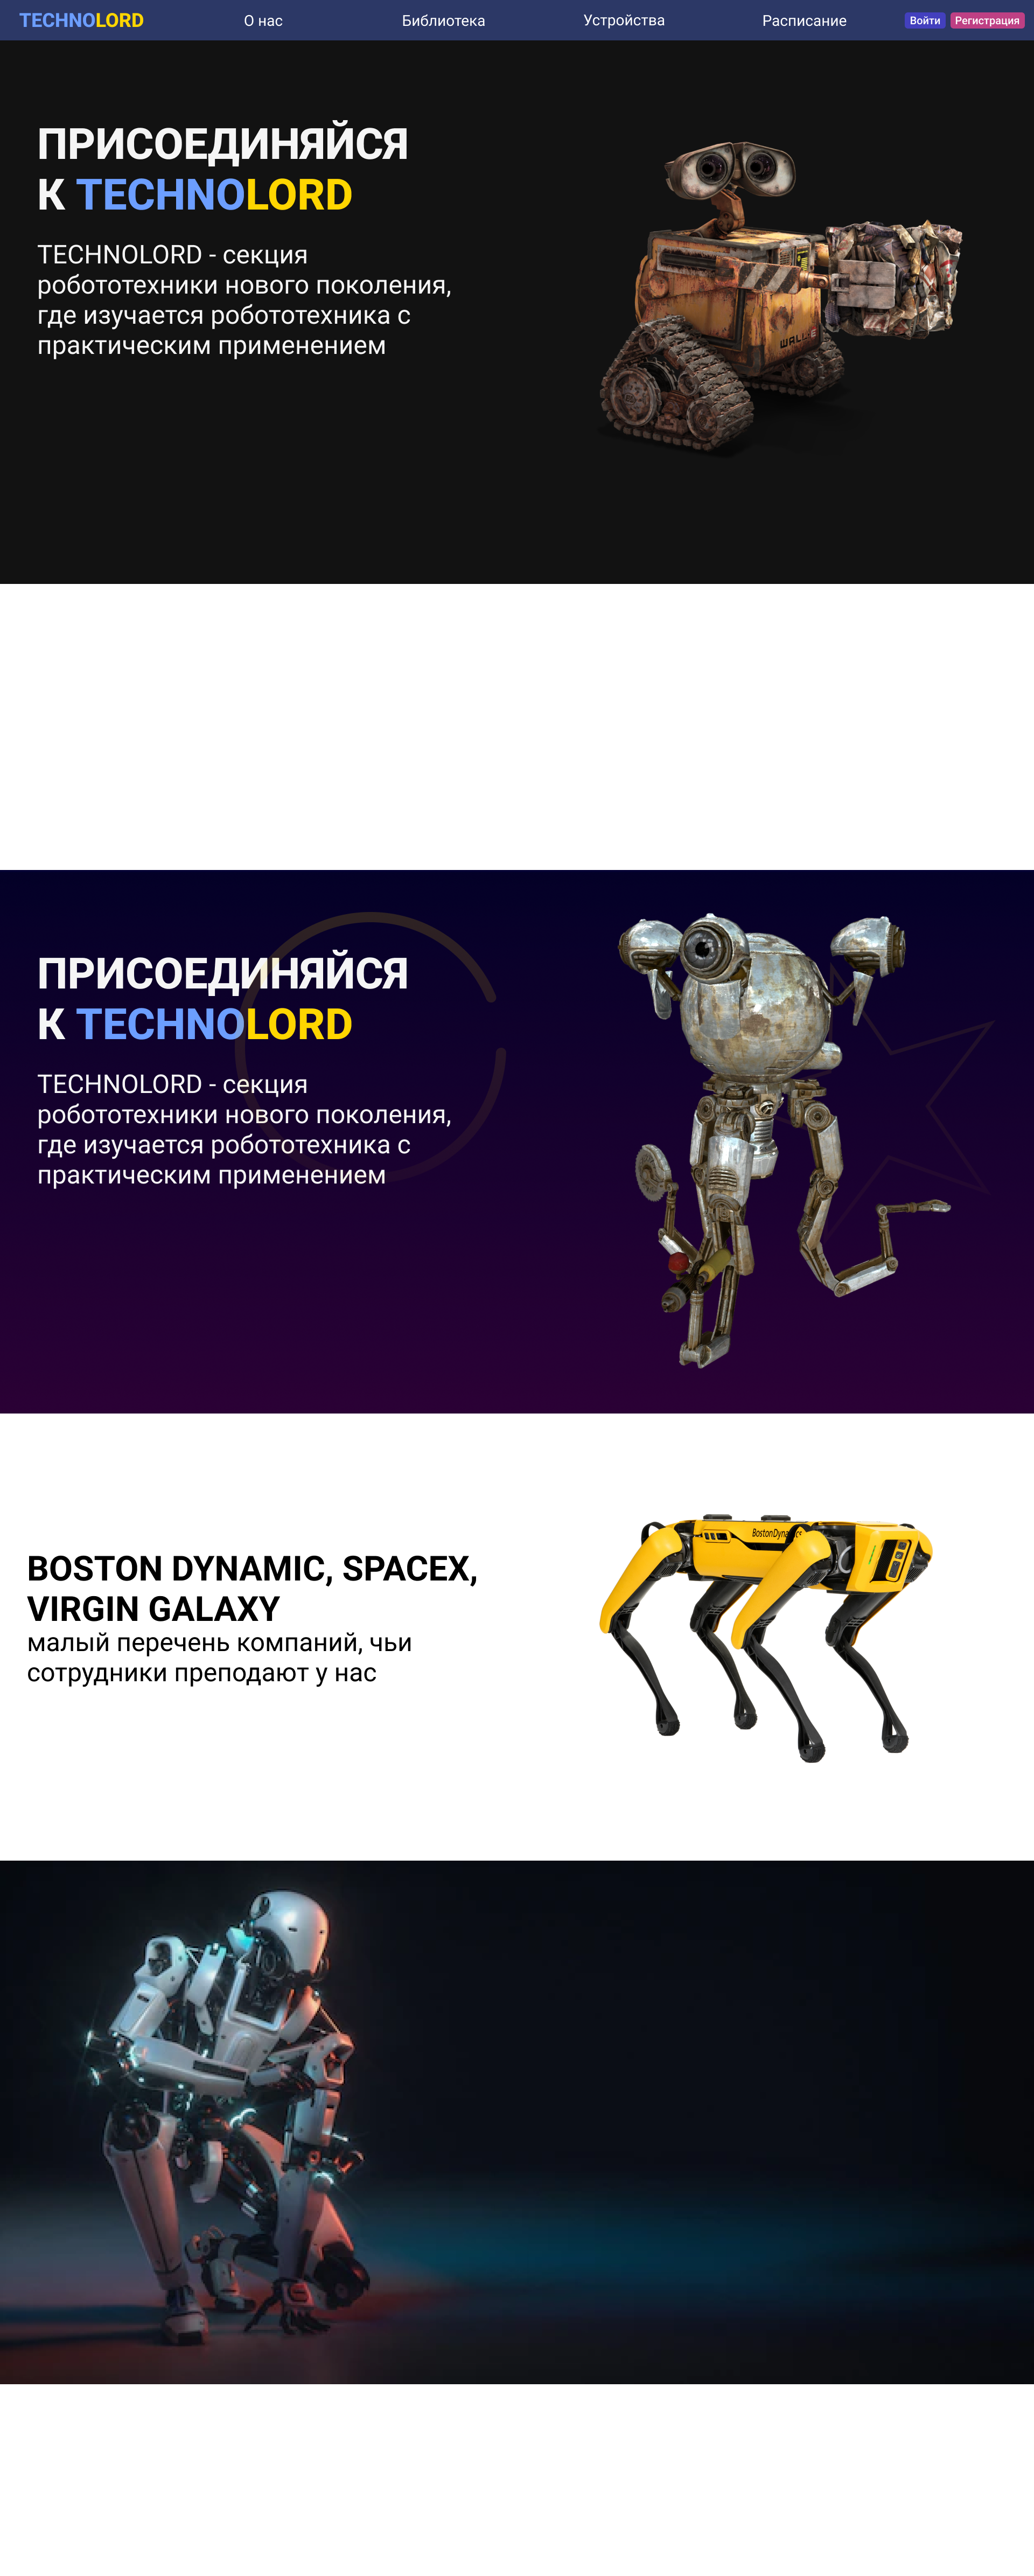 TECHNOLORD О нас Библиотека Устройства Расписание Войти Регистрация
ПРИСОЕДИНЯЙСЯ
К TECHNOLORD
TECHNOLORD - секция
робототехники нового поколения,
где изучается робототехника с
практическим применением
WALL-E
ПРИСОЕДИНЯЙСЯ
К TECHNOLORD
TECHNOLORD - секция
робототехники нового поколения,
где изучается робототехника с
практическим применением
BostonDynamics
BOSTON DYNAMIC, SPACEX,
VIRGIN GALAXY
малый перечень компаний, чьи
сотрудники преподают у нас